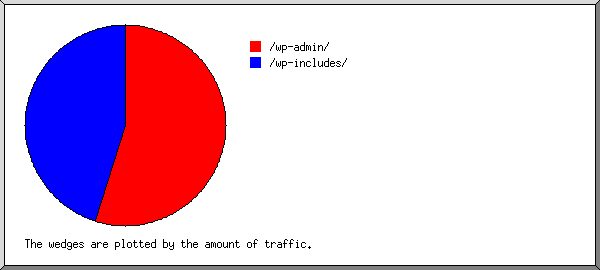 /wp-admin/
/wp-includes/
The wedges are plotted by the amount of traffic.